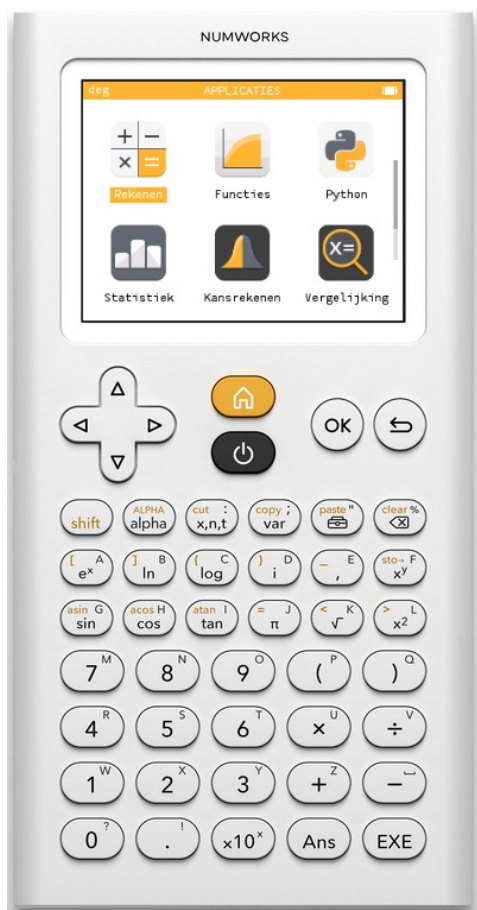 NUMWORKS
deg APPLICATIES
+ −
× =
Rekenen Functies Python
X=
Statistiek Kansrekenen Vergelijking
OK
ALPHA cut : copy ; paste " clear %
shift alpha x,n,t var
[ A ] B { C } D _ E sto→ F
eˣ ln log i , xʸ
asin G acos H atan I = J < K > L
sin cos tan π √ x²
M N O P Q
7 8 9 ( )
R S T U V
4 5 6 × ÷
W X Y Z ⎵
1 2 3 + −
? !
0 . ×10ˣ Ans EXE